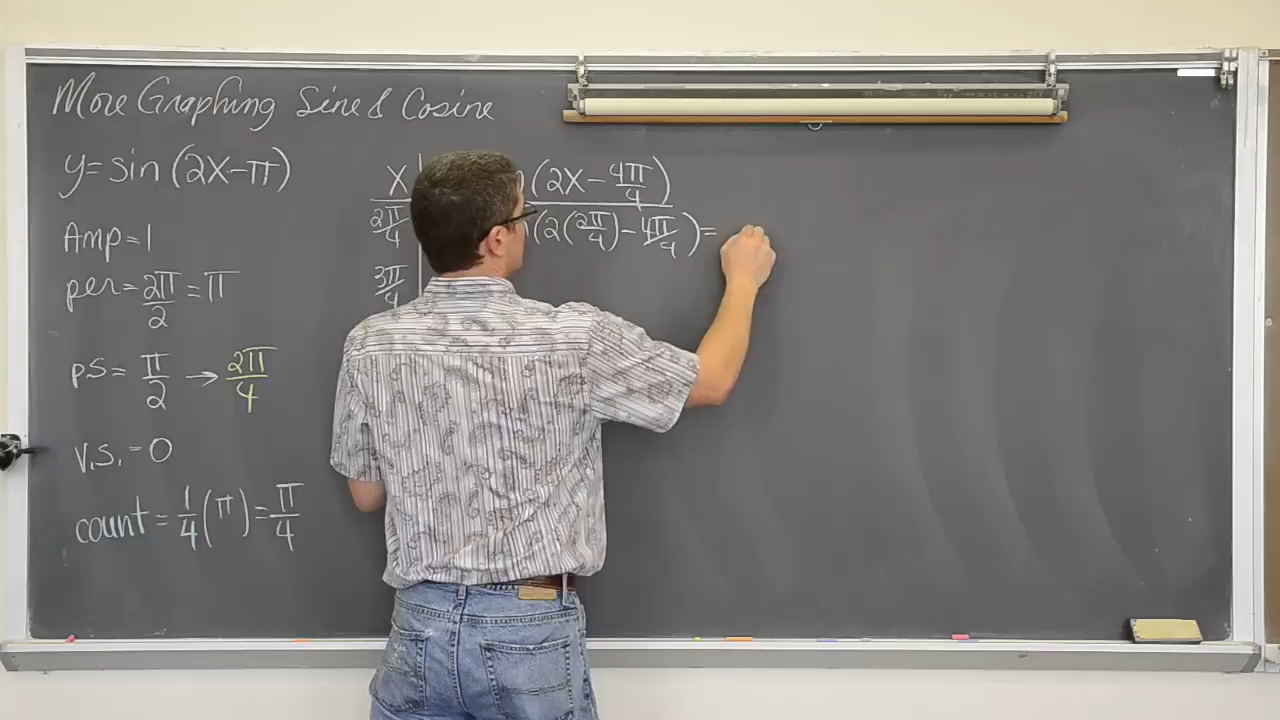 More Graphing Sine & Cosine
y=sin(2x-π)
Amp=1
per=2π/2=π
p.s= π/2 → 2π/4
v.s.=0
count=1/4(π)=π/4
x
(2x-4π/4)
2π/4
(2(2π/4)-4π/4)=
3π/4